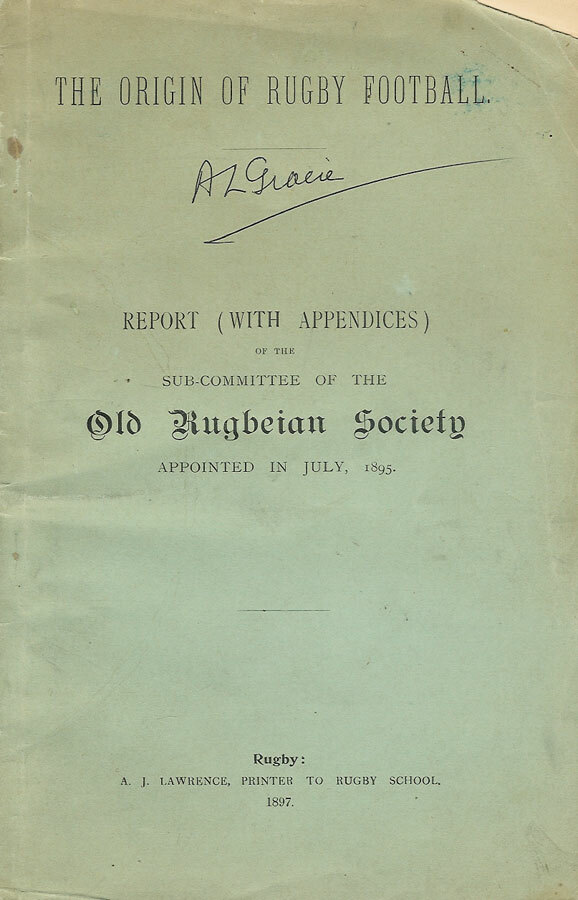 THE ORIGIN OF RUGBY FOOTBALL.
A L Gracie
REPORT (WITH APPENDICES)
OF THE
SUB-COMMITTEE OF THE
Old Rugbeian Society
APPOINTED IN JULY, 1895.
Rugby:
A. J. LAWRENCE, PRINTER TO RUGBY SCHOOL.
1897.